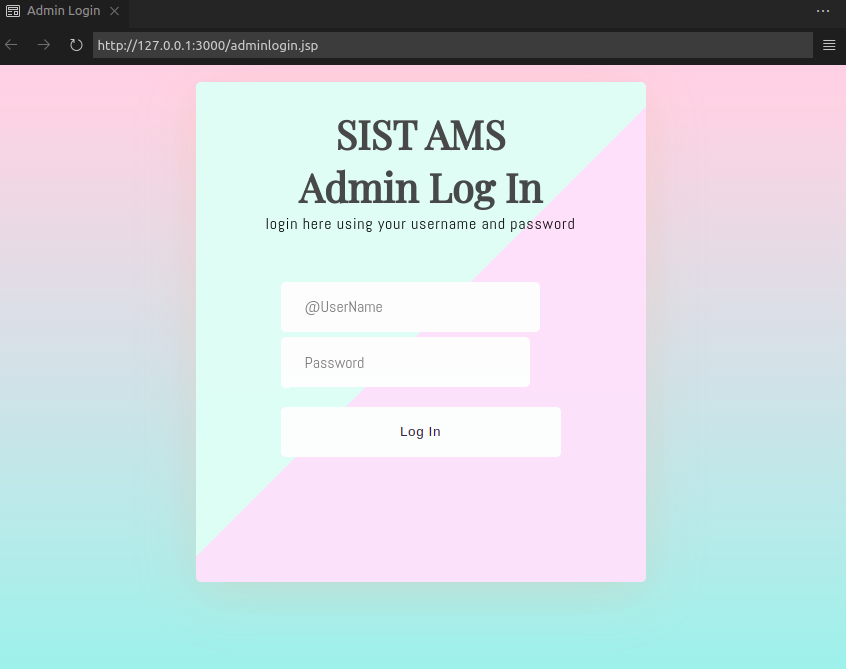 Admin Login
http://127.0.0.1:3000/adminlogin.jsp
SIST AMS
Admin Log In
login here using your username and password
@UserName
Password
Log In